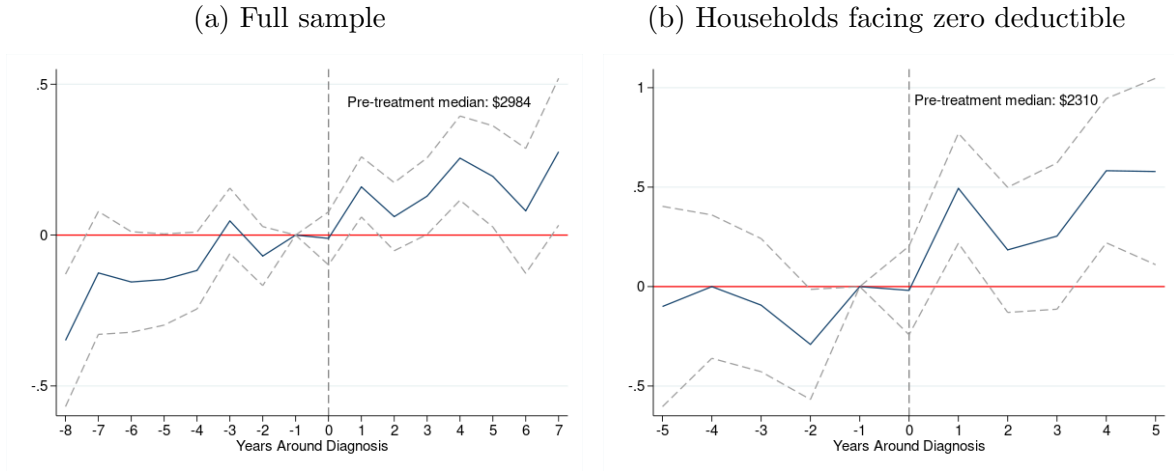 (a) Full sample
.5
0
-.5
Pre-treatment median: $2984
-8 -7 -6 -5 -4 -3 -2 -1 0 1 2 3 4 5 6 7
Years Around Diagnosis
(b) Households facing zero deductible
1
.5
0
-.5
Pre-treatment median: $2310
-5 -4 -3 -2 -1 0 1 2 3 4 5
Years Around Diagnosis